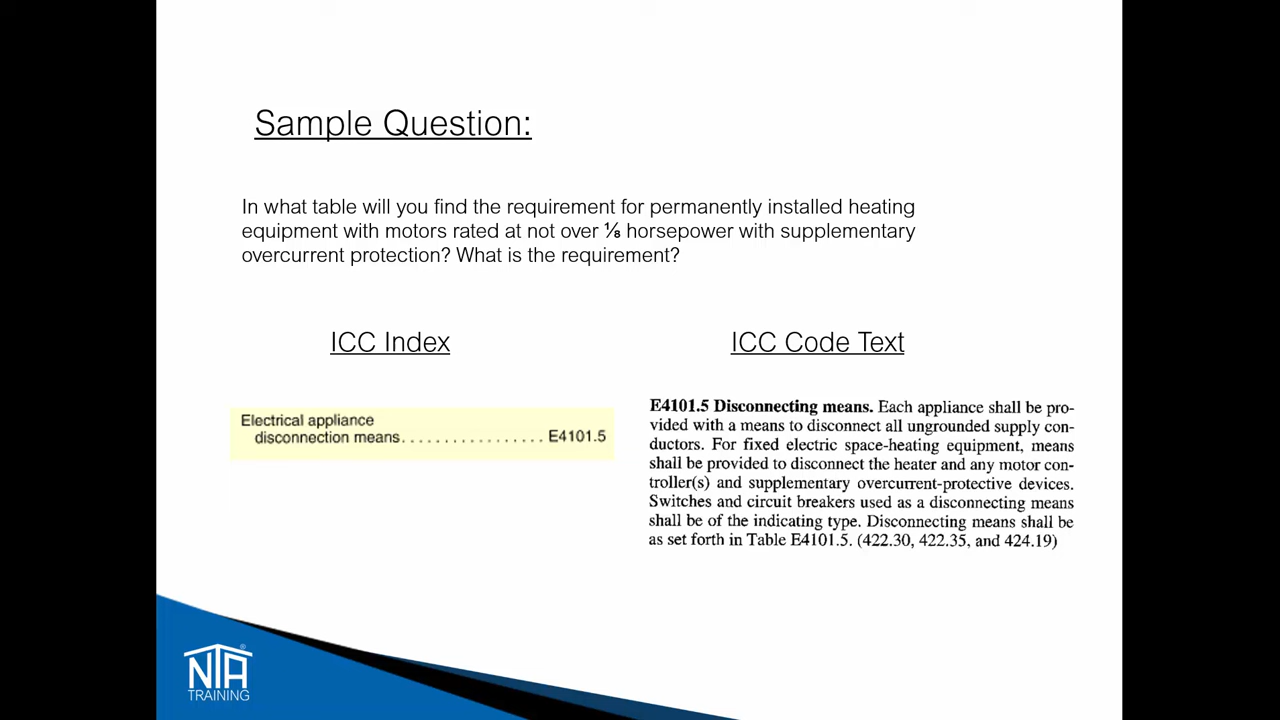 Sample Question:
In what table will you find the requirement for permanently installed heating
equipment with motors rated at not over ⅛ horsepower with supplementary
overcurrent protection? What is the requirement?
ICC Index
ICC Code Text
Electrical appliance
disconnection means. . . . . . . . . . . . . . . . . . E4101.5
E4101.5 Disconnecting means. Each appliance shall be pro-
vided with a means to disconnect all ungrounded supply con-
ductors. For fixed electric space-heating equipment, means
shall be provided to disconnect the heater and any motor con-
troller(s) and supplementary overcurrent-protective devices.
Switches and circuit breakers used as a disconnecting means
shall be of the indicating type. Disconnecting means shall be
as set forth in Table E4101.5. (422.30, 422.35, and 424.19)
NTA®
TRAINING